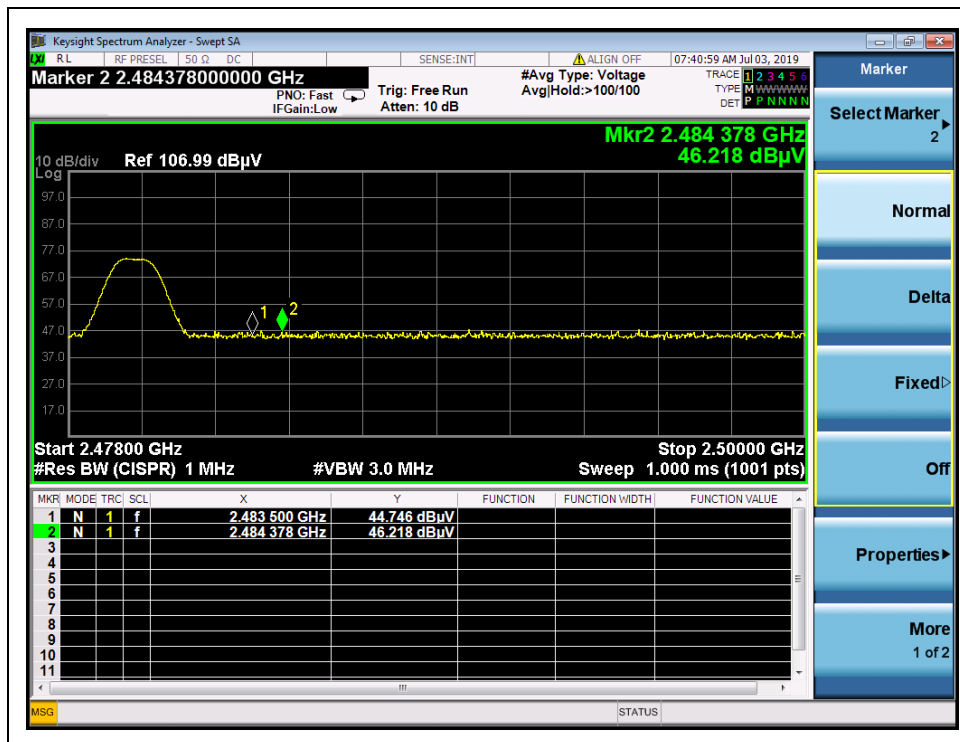 Keysight Spectrum Analyzer - Swept SA
LXI RL RF PRESEL 50 Ω DC SENSE:INT ALIGN OFF 07:40:59 AM Jul 03, 2019
Marker 2 2.484378000000 GHz
PNO: Fast
IFGain:Low
Trig: Free Run
Atten: 10 dB
#Avg Type: Voltage
Avg|Hold:>100/100
TRACE 1 2 3 4 5 6
TYPE M WWWWW
DET P P N N N N
Mkr2 2.484 378 GHz
46.218 dBµV
10 dB/div Ref 106.99 dBµV
Log
97.0
87.0
77.0
67.0
57.0
47.0
37.0
27.0
17.0
1
2
Start 2.47800 GHz Stop 2.50000 GHz
#Res BW (CISPR) 1 MHz #VBW 3.0 MHz Sweep 1.000 ms (1001 pts)
MKR MODE TRC SCL X Y FUNCTION FUNCTION WIDTH FUNCTION VALUE
1 N 1 f 2.483 500 GHz 44.746 dBµV
2 N 1 f 2.484 378 GHz 46.218 dBµV
3
4
5
6
7
8
9
10
11
MSG STATUS
Marker
Select Marker
2
Normal
Delta
Fixed
Off
Properties
More
1 of 2